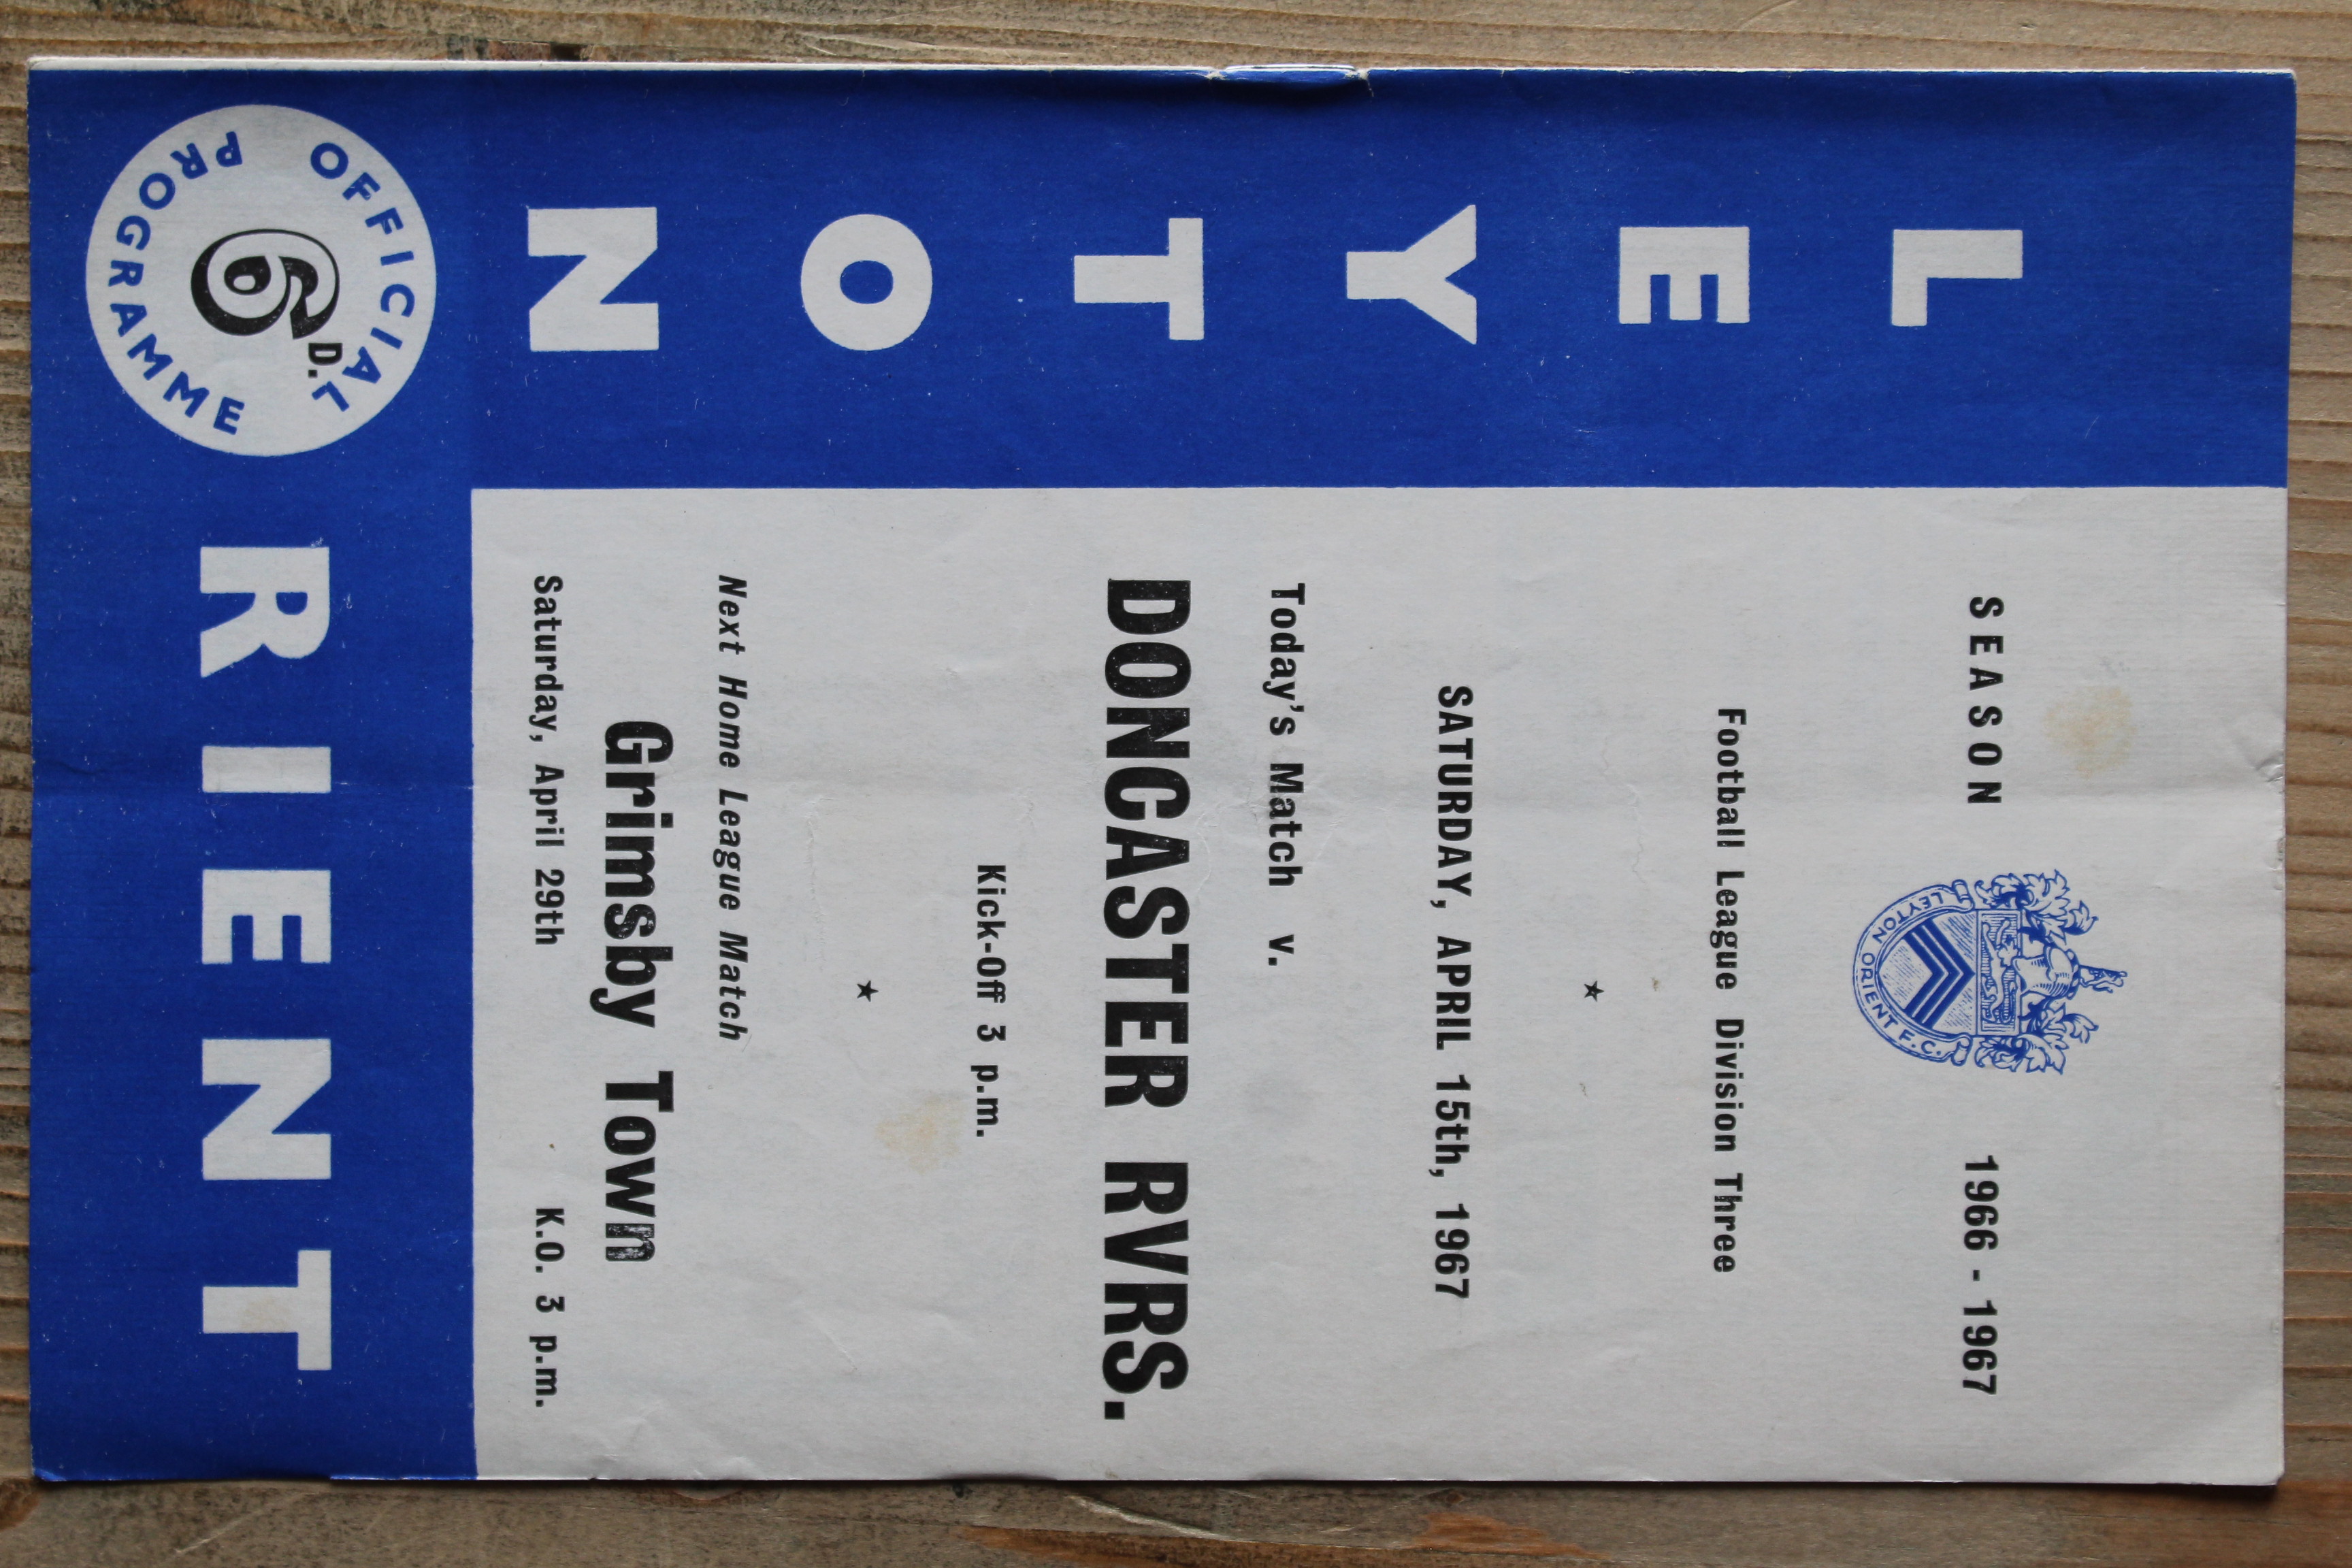 SEASON 1966 - 1967
LEYTON ORIENT F.C.
Football League Division Three
SATURDAY, APRIL 15th, 1967
Today's Match v.
DONCASTER RVRS.
Kick-Off 3 p.m.
Next Home League Match
Grimsby Town
Saturday, April 29th K.O. 3 p.m.
LEYTON
OFFICIAL
6D.
PROGRAMME
RIENT